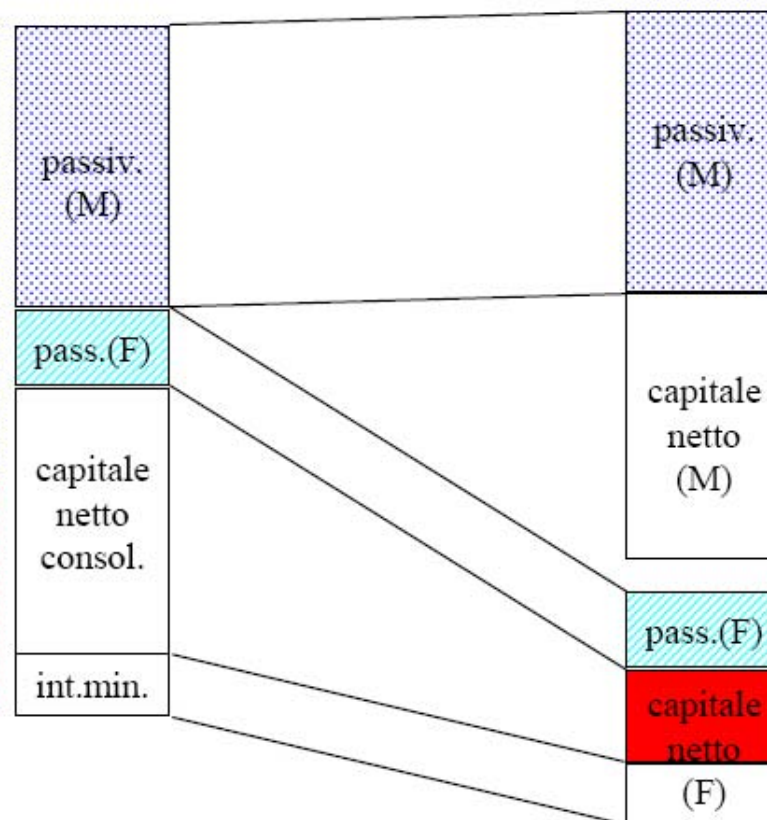 passiv.
(M)
pass.(F)
capitale
netto
consol.
int.min.
passiv.
(M)
capitale
netto
(M)
pass.(F)
capitale
netto
(F)